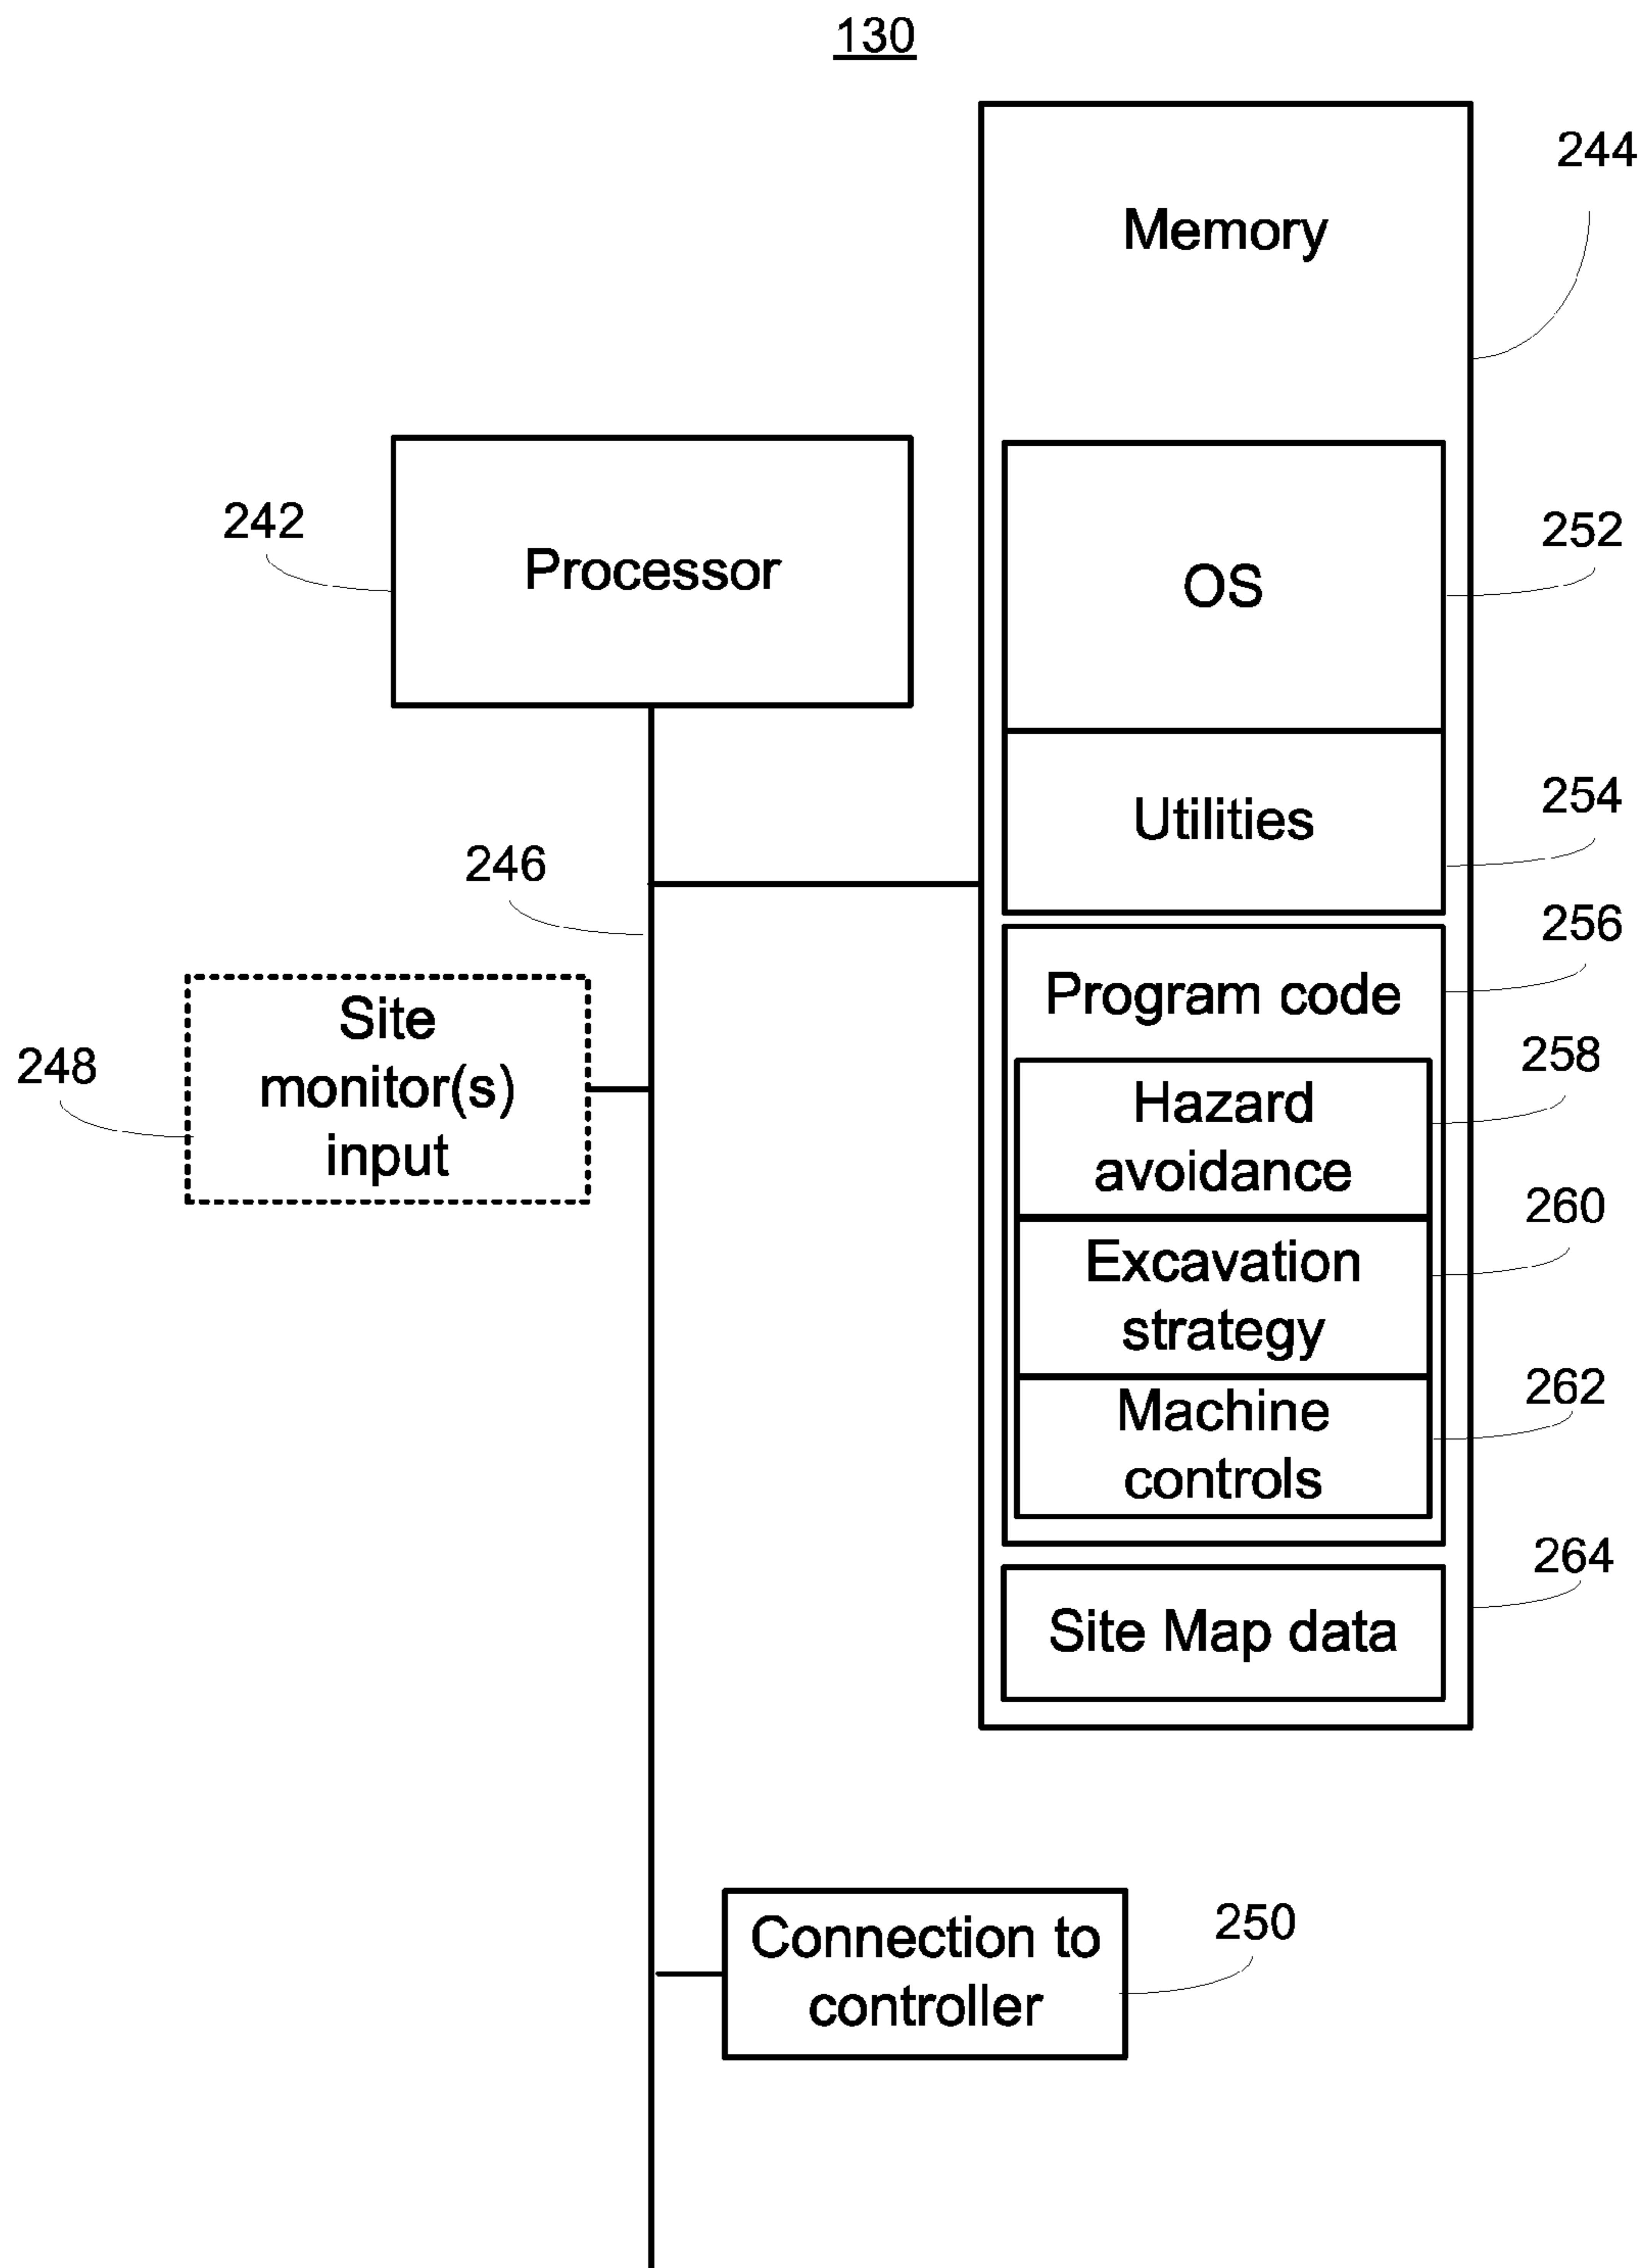 130
244
Memory
242
Processor
252
OS
254
Utilities
246
256
Program code
248
Site
monitor(s)
input
258
Hazard
avoidance
260
Excavation
strategy
262
Machine
controls
264
Site Map data
250
Connection to
controller